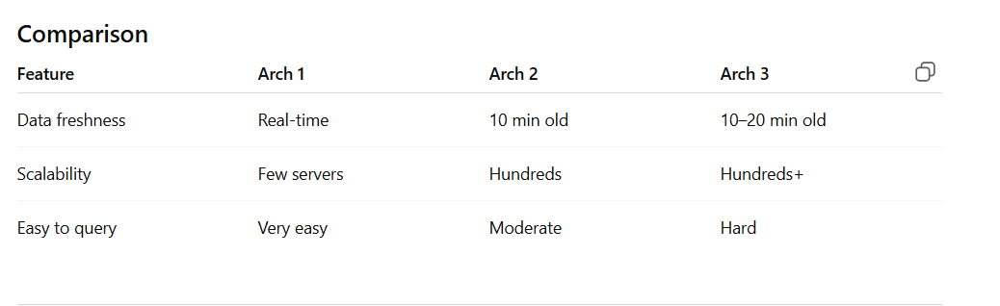 Comparison
Feature Arch 1 Arch 2 Arch 3
Data freshness Real-time 10 min old 10–20 min old
Scalability Few servers Hundreds Hundreds+
Easy to query Very easy Moderate Hard